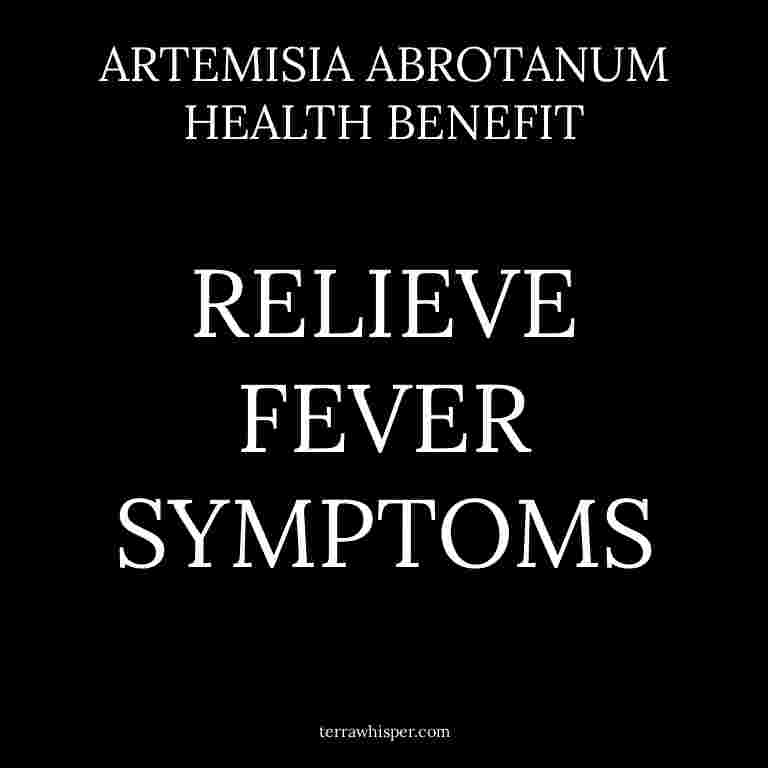 ARTEMISIA ABROTANUM
HEALTH BENEFIT
RELIEVE
FEVER
SYMPTOMS
terrawhisper.com